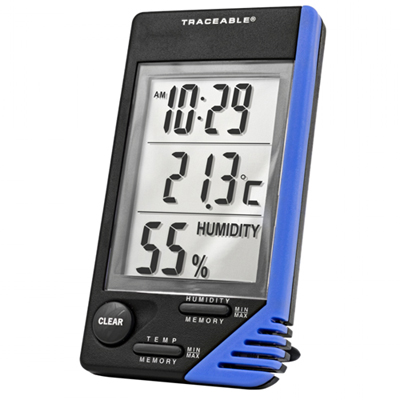 TRACEABLE®
AM: 10:29
21.3°C
HUMIDITY
55%
HUMIDITY
CLEAR
MEMORY MIN MAX
TEMP
MEMORY MIN MAX